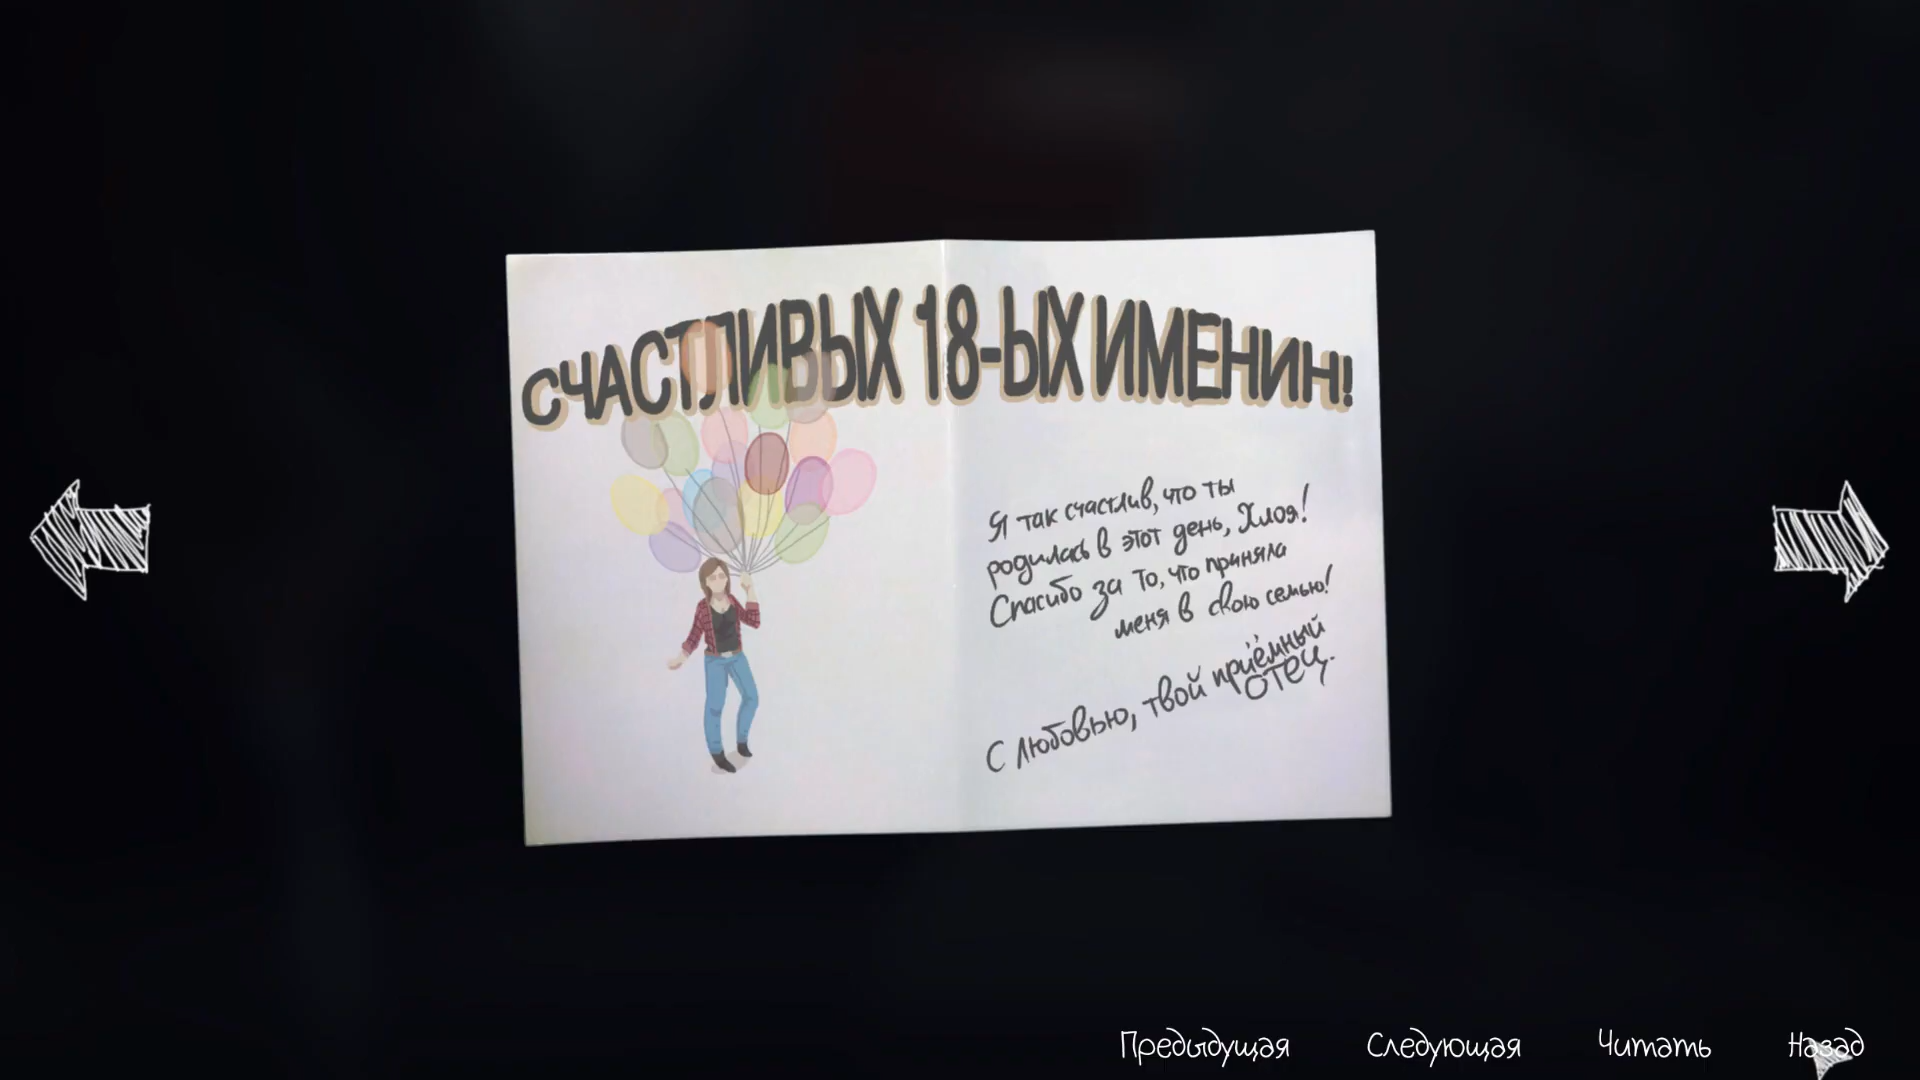 СЧАСТЛИВЫХ 18-ЫХ ИМЕНИН!
Я так счастлив, что ты
родилась в этот день, Хлоя!
Спасибо за то, что приняла
меня в свою семью!
С любовью, твой приёмный
отец.
Предыдущая Следующая Читать Назад